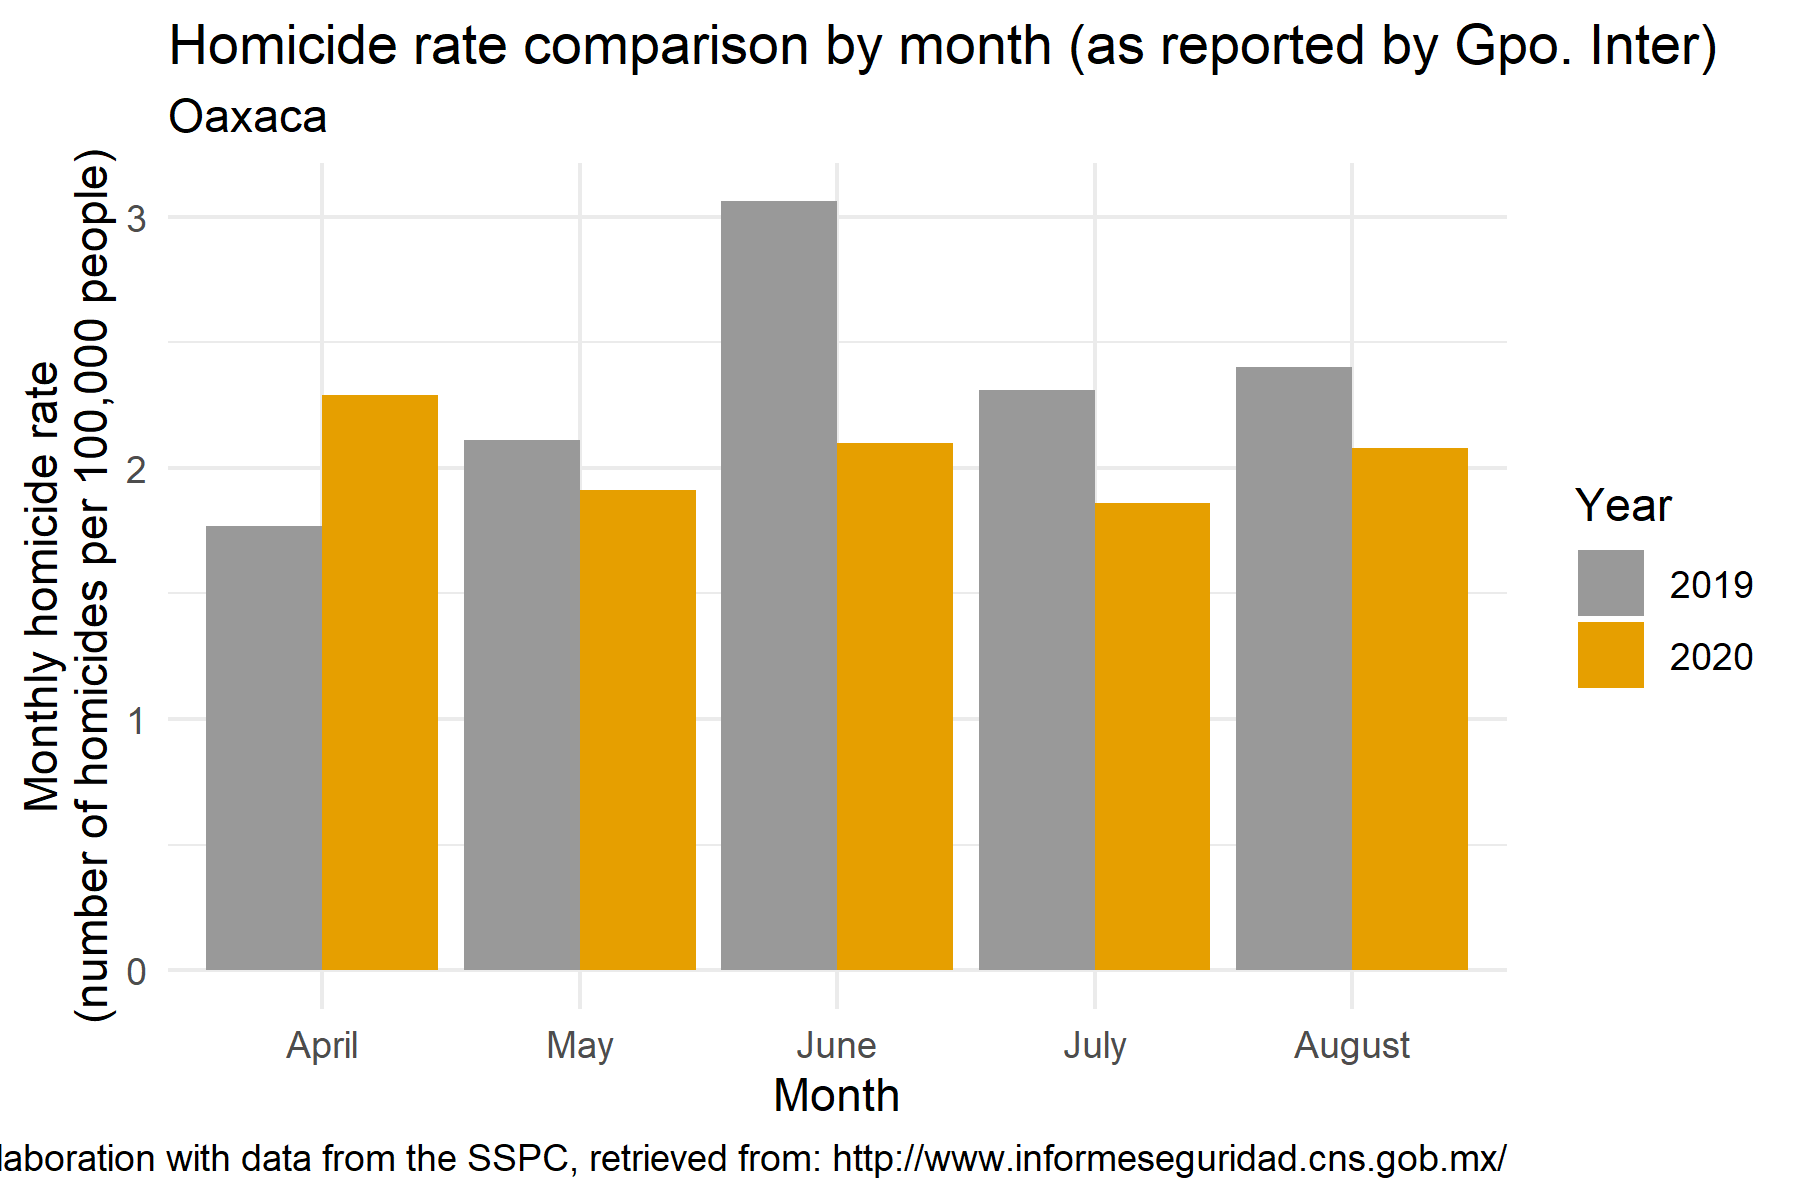 Homicide rate comparison by month (as reported by Gpo. Inter)
Oaxaca
Monthly homicide rate
(number of homicides per 100,000 people)
3
2
1
0
April May June July August
Month
Year
2019
2020
laboration with data from the SSPC, retrieved from: http://www.informeseguridad.cns.gob.mx/